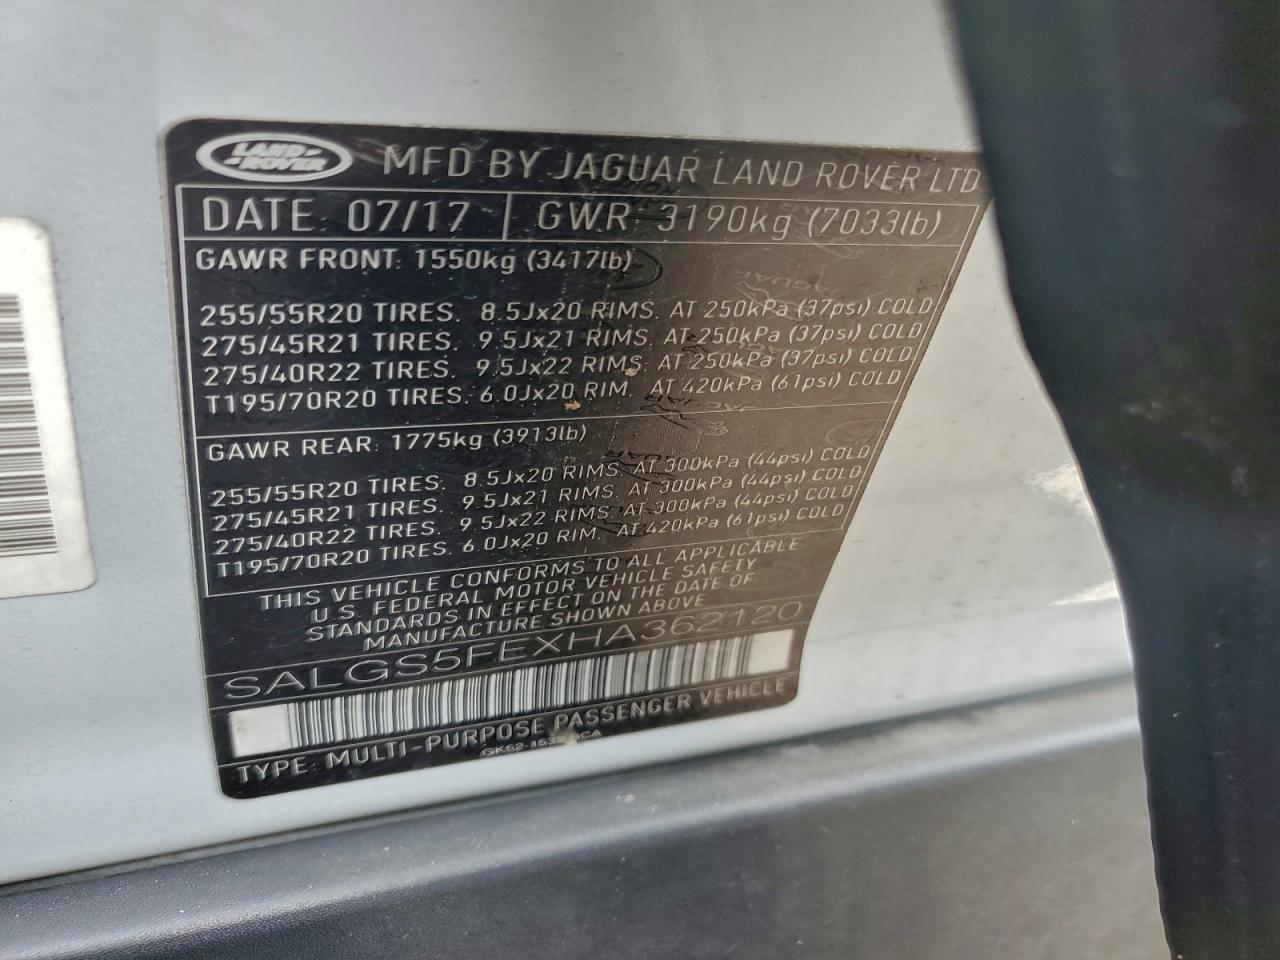 LAND ROVER MFD BY JAGUAR LAND ROVER LTD
DATE: 07/17 GWR: 3190kg (7033lb)
GAWR FRONT: 1550kg (3417lb)
255/55R20 TIRES. 8.5Jx20 RIMS. AT 250kPa (37psi) COLD
275/45R21 TIRES. 9.5Jx21 RIMS. AT 250kPa (37psi) COLD
275/40R22 TIRES. 9.5Jx22 RIMS. AT 250kPa (37psi) COLD
T195/70R20 TIRES. 6.0Jx20 RIM. AT 420kPa (61psi) COLD
GAWR REAR: 1775kg (3913lb)
255/55R20 TIRES. 8.5Jx20 RIMS. AT 300kPa (44psi) COLD
275/45R21 TIRES. 9.5Jx21 RIMS. AT 300kPa (44psi) COLD
275/40R22 TIRES. 9.5Jx22 RIMS. AT 300kPa (44psi) COLD
T195/70R20 TIRES. 6.0Jx20 RIM. AT 420kPa (61psi) COLD
THIS VEHICLE CONFORMS TO ALL APPLICABLE
U.S. FEDERAL MOTOR VEHICLE SAFETY
STANDARDS IN EFFECT ON THE DATE OF
MANUFACTURE SHOWN ABOVE
SALGS5FEXHA362120
TYPE: MULTI-PURPOSE PASSENGER VEHICLE